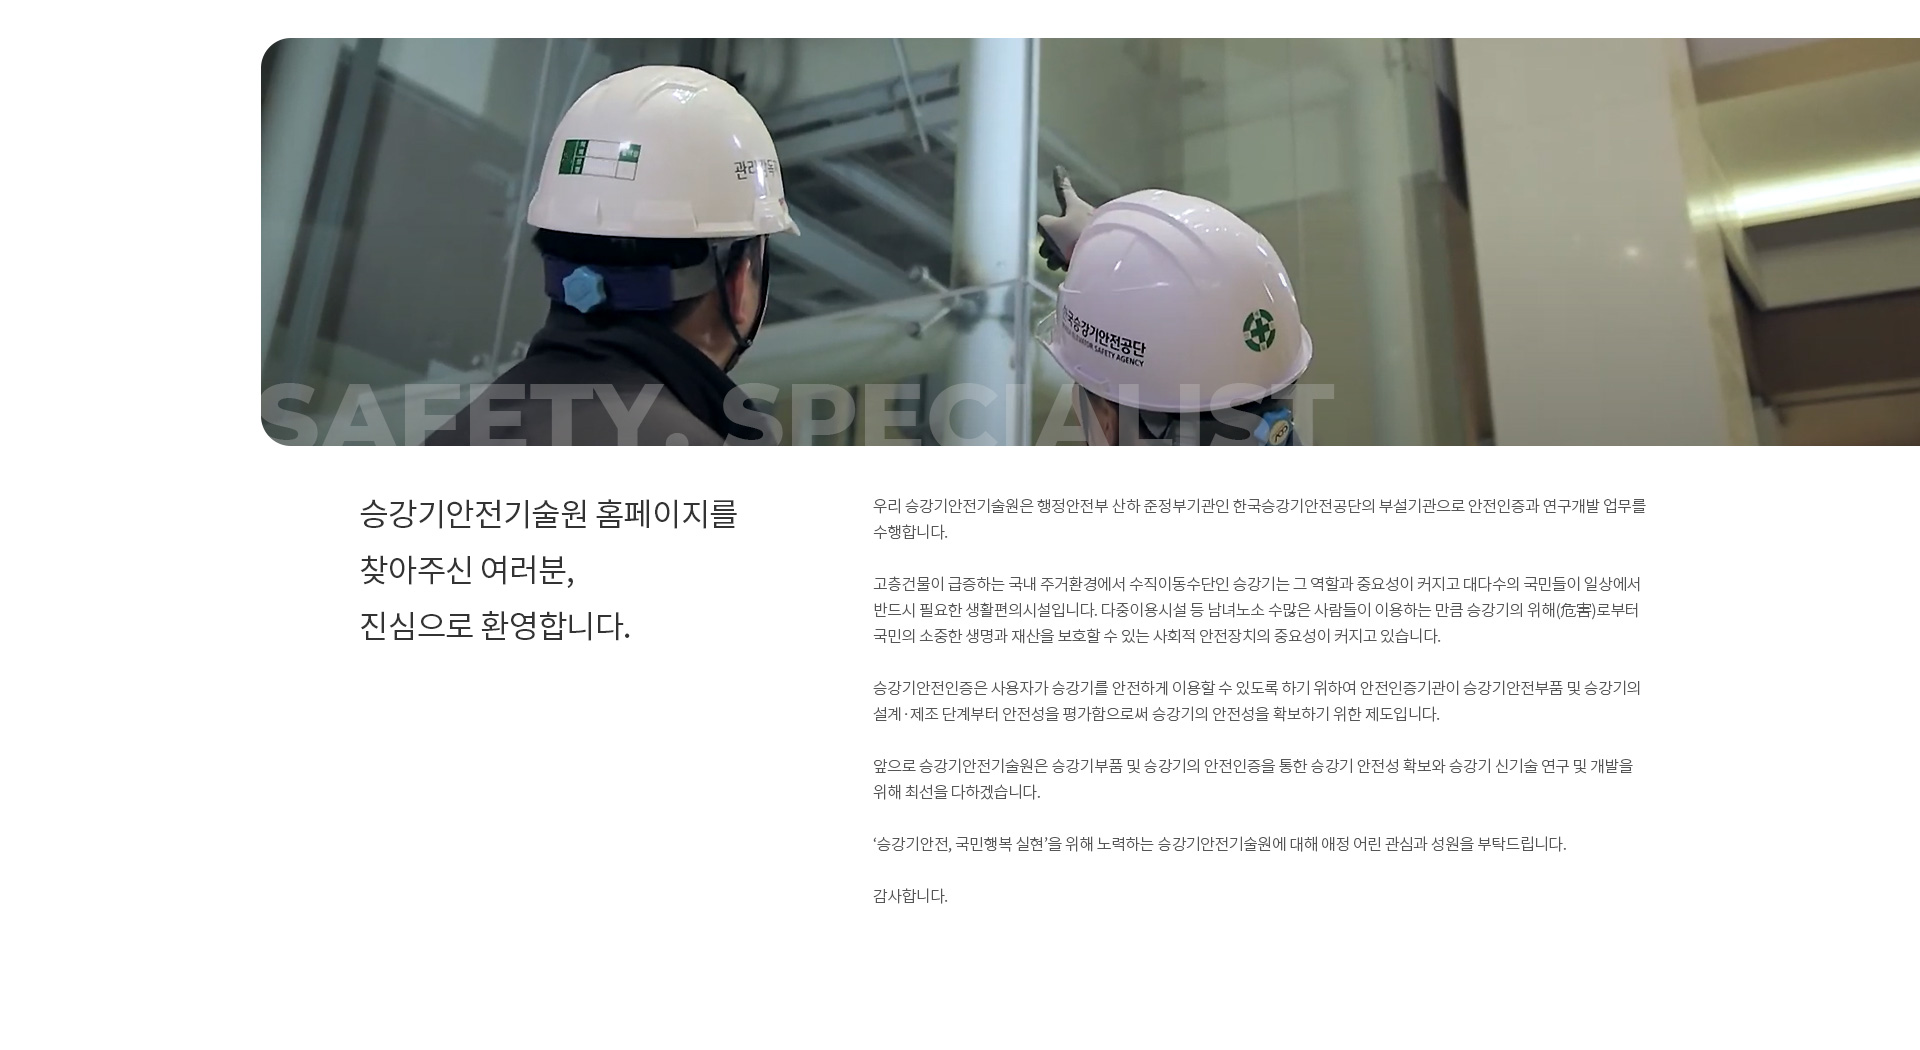 한국승강기안전공단
ELEVATOR SAFETY AGENCY
SAFETY. SPECIALIST
승강기안전기술원 홈페이지를
찾아주신 여러분,
진심으로 환영합니다.
우리 승강기안전기술원은 행정안전부 산하 준정부기관인 한국승강기안전공단의 부설기관으로 안전인증과 연구개발 업무를
수행합니다.
고층건물이 급증하는 국내 주거환경에서 수직이동수단인 승강기는 그 역할과 중요성이 커지고 대다수의 국민들이 일상에서
반드시 필요한 생활편의시설입니다. 다중이용시설 등 남녀노소 수많은 사람들이 이용하는 만큼 승강기의 위해(危害)로부터
국민의 소중한 생명과 재산을 보호할 수 있는 사회적 안전장치의 중요성이 커지고 있습니다.
승강기안전인증은 사용자가 승강기를 안전하게 이용할 수 있도록 하기 위하여 안전인증기관이 승강기안전부품 및 승강기의
설계·제조 단계부터 안전성을 평가함으로써 승강기의 안전성을 확보하기 위한 제도입니다.
앞으로 승강기안전기술원은 승강기부품 및 승강기의 안전인증을 통한 승강기 안전성 확보와 승강기 신기술 연구 및 개발을
위해 최선을 다하겠습니다.
‘승강기안전, 국민행복 실현’을 위해 노력하는 승강기안전기술원에 대해 애정 어린 관심과 성원을 부탁드립니다.
감사합니다.